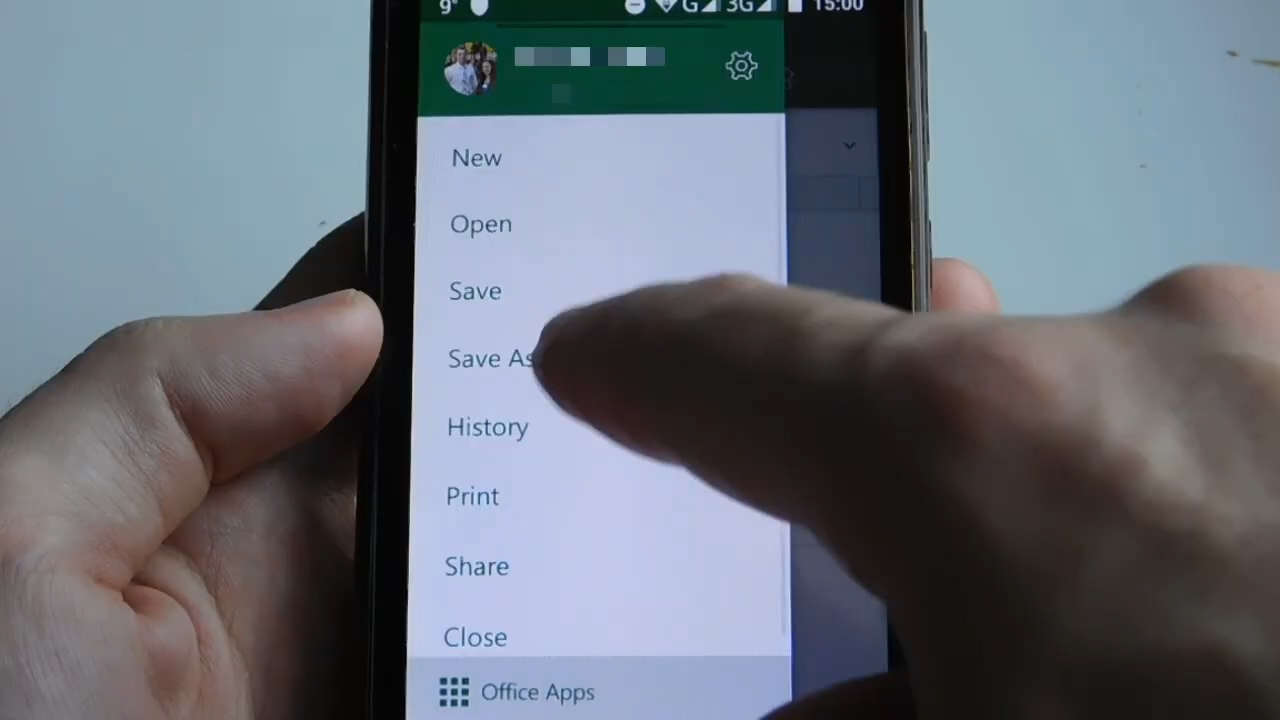 9° G 3G 15:00
New
Open
Save
Save As
History
Print
Share
Close
Office Apps